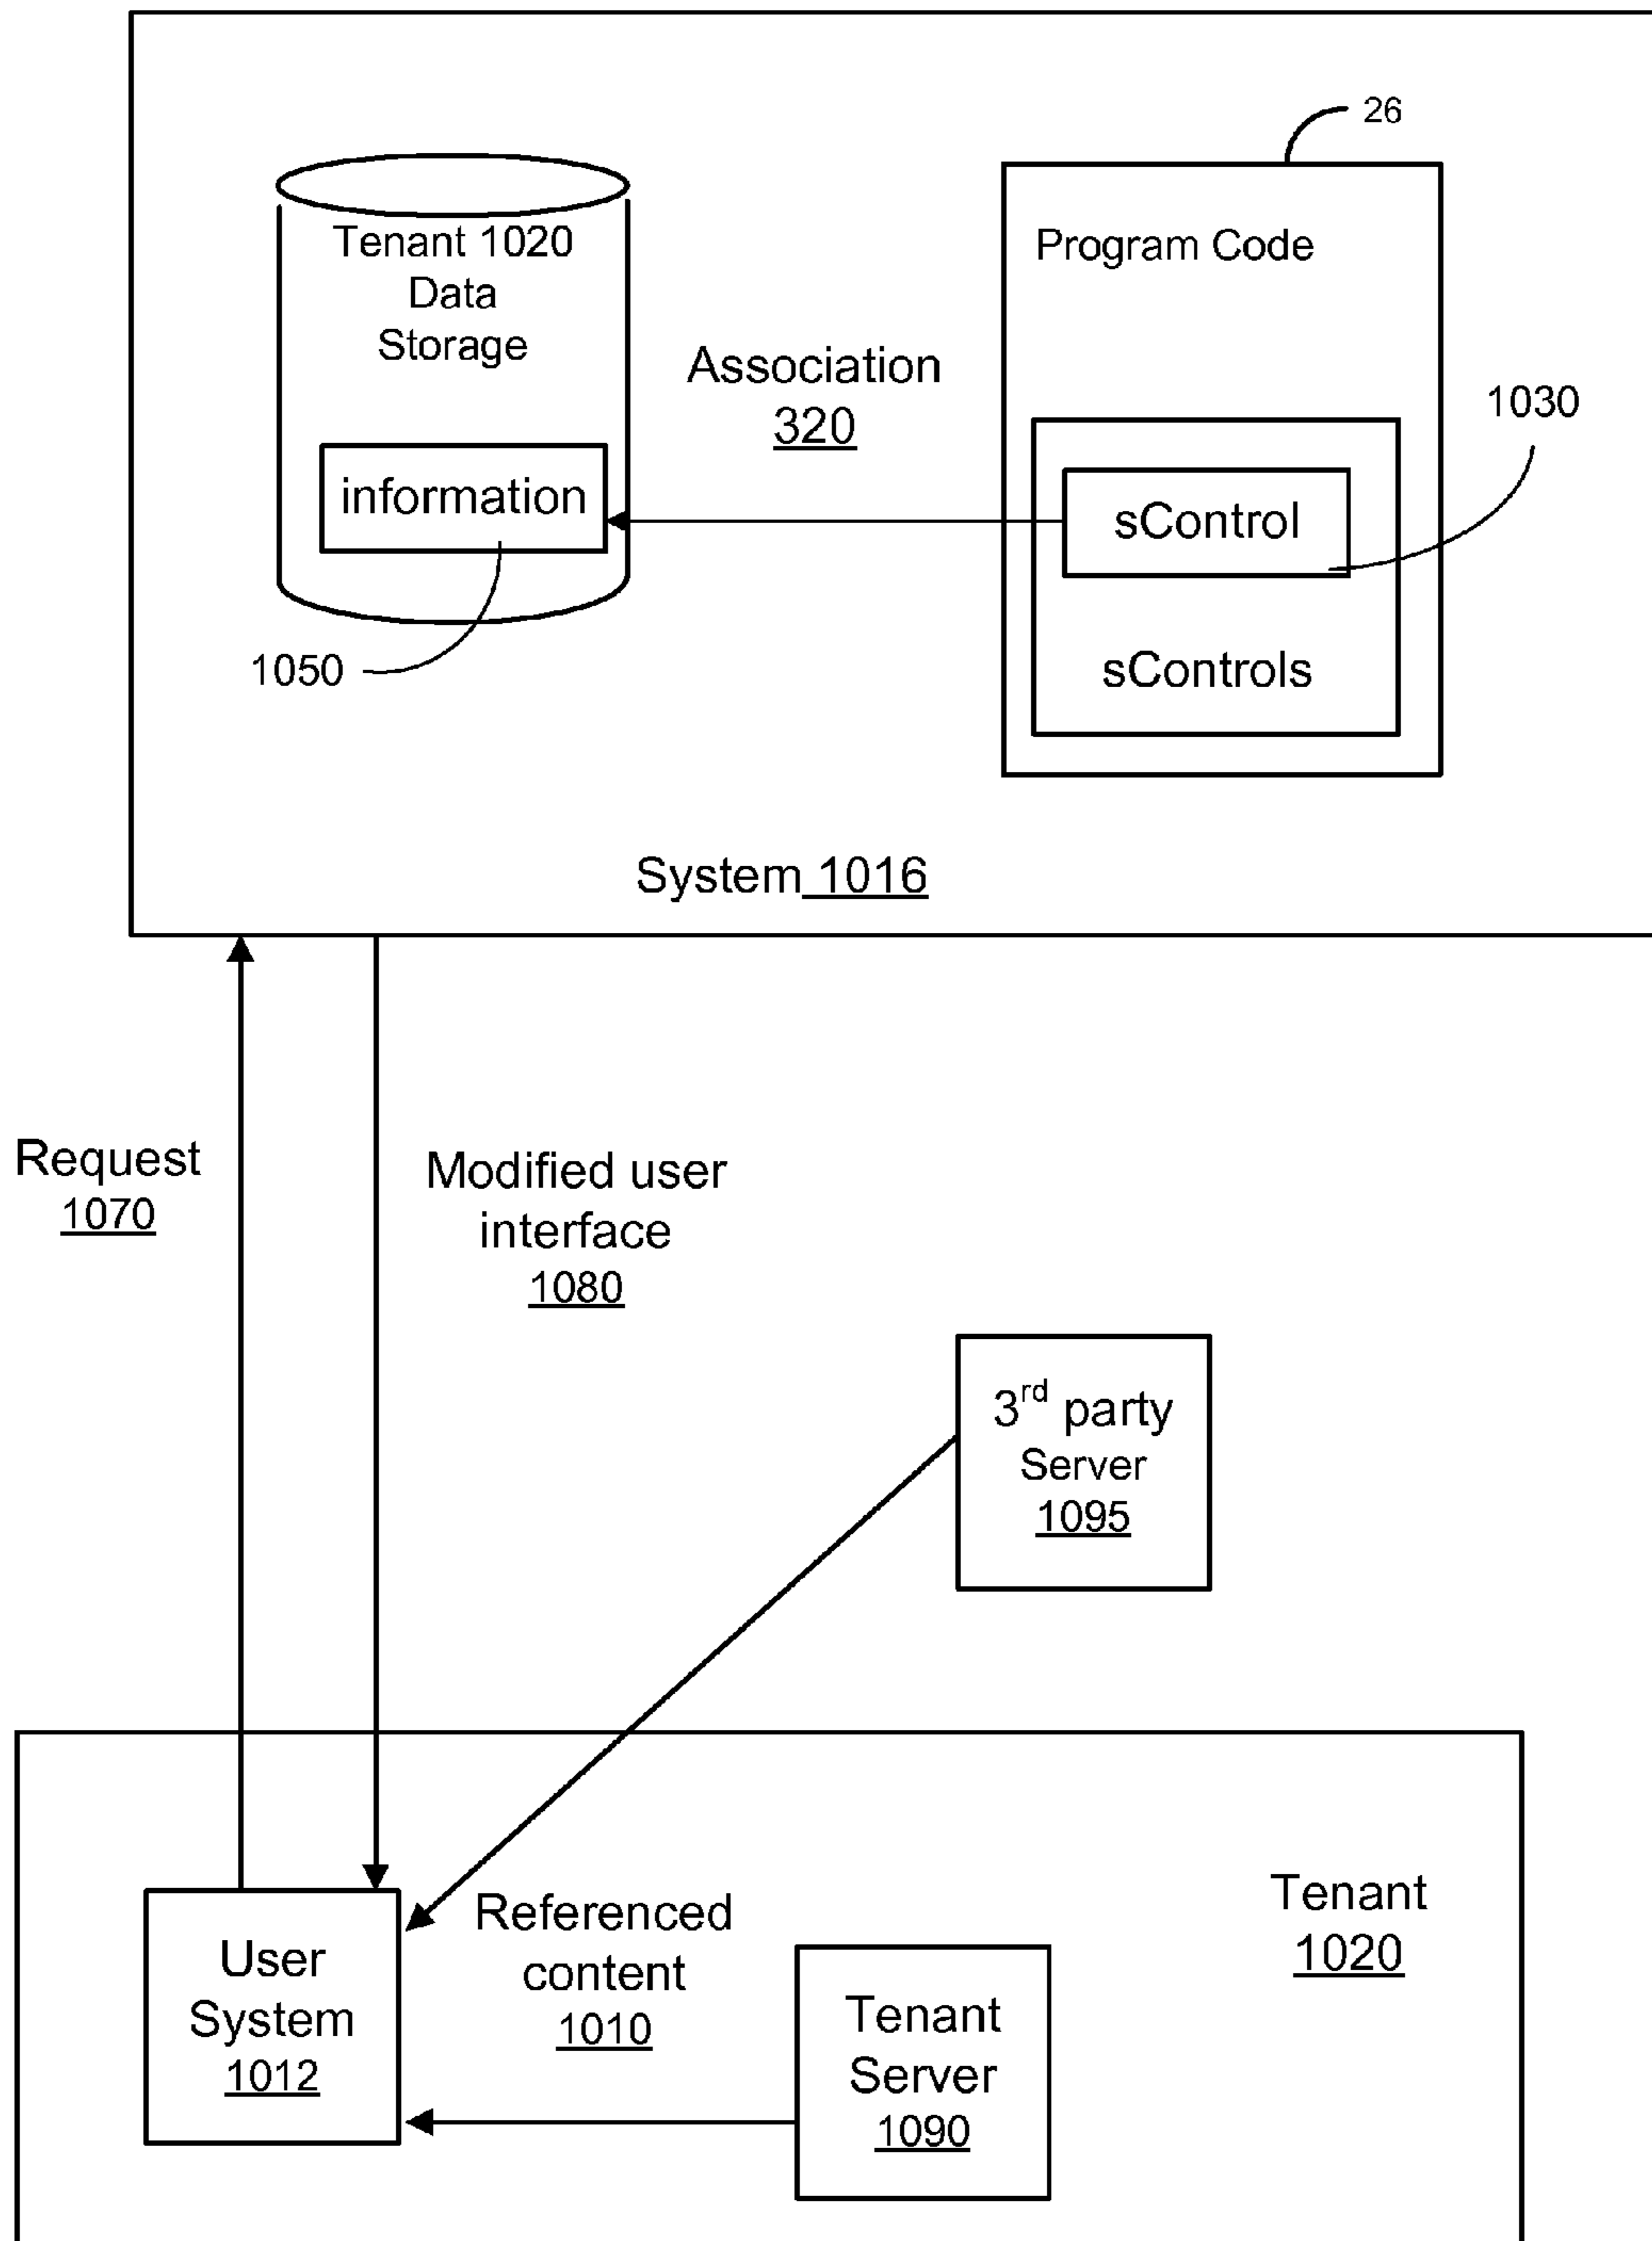 26
Tenant 1020
Data
Storage
Program Code
Association
320
1030
information
sControl
1050
sControls
System 1016
Request
1070
Modified user
interface
1080
3rd party
Server
1095
Referenced
content
1010
Tenant
1020
User
System
1012
Tenant
Server
1090